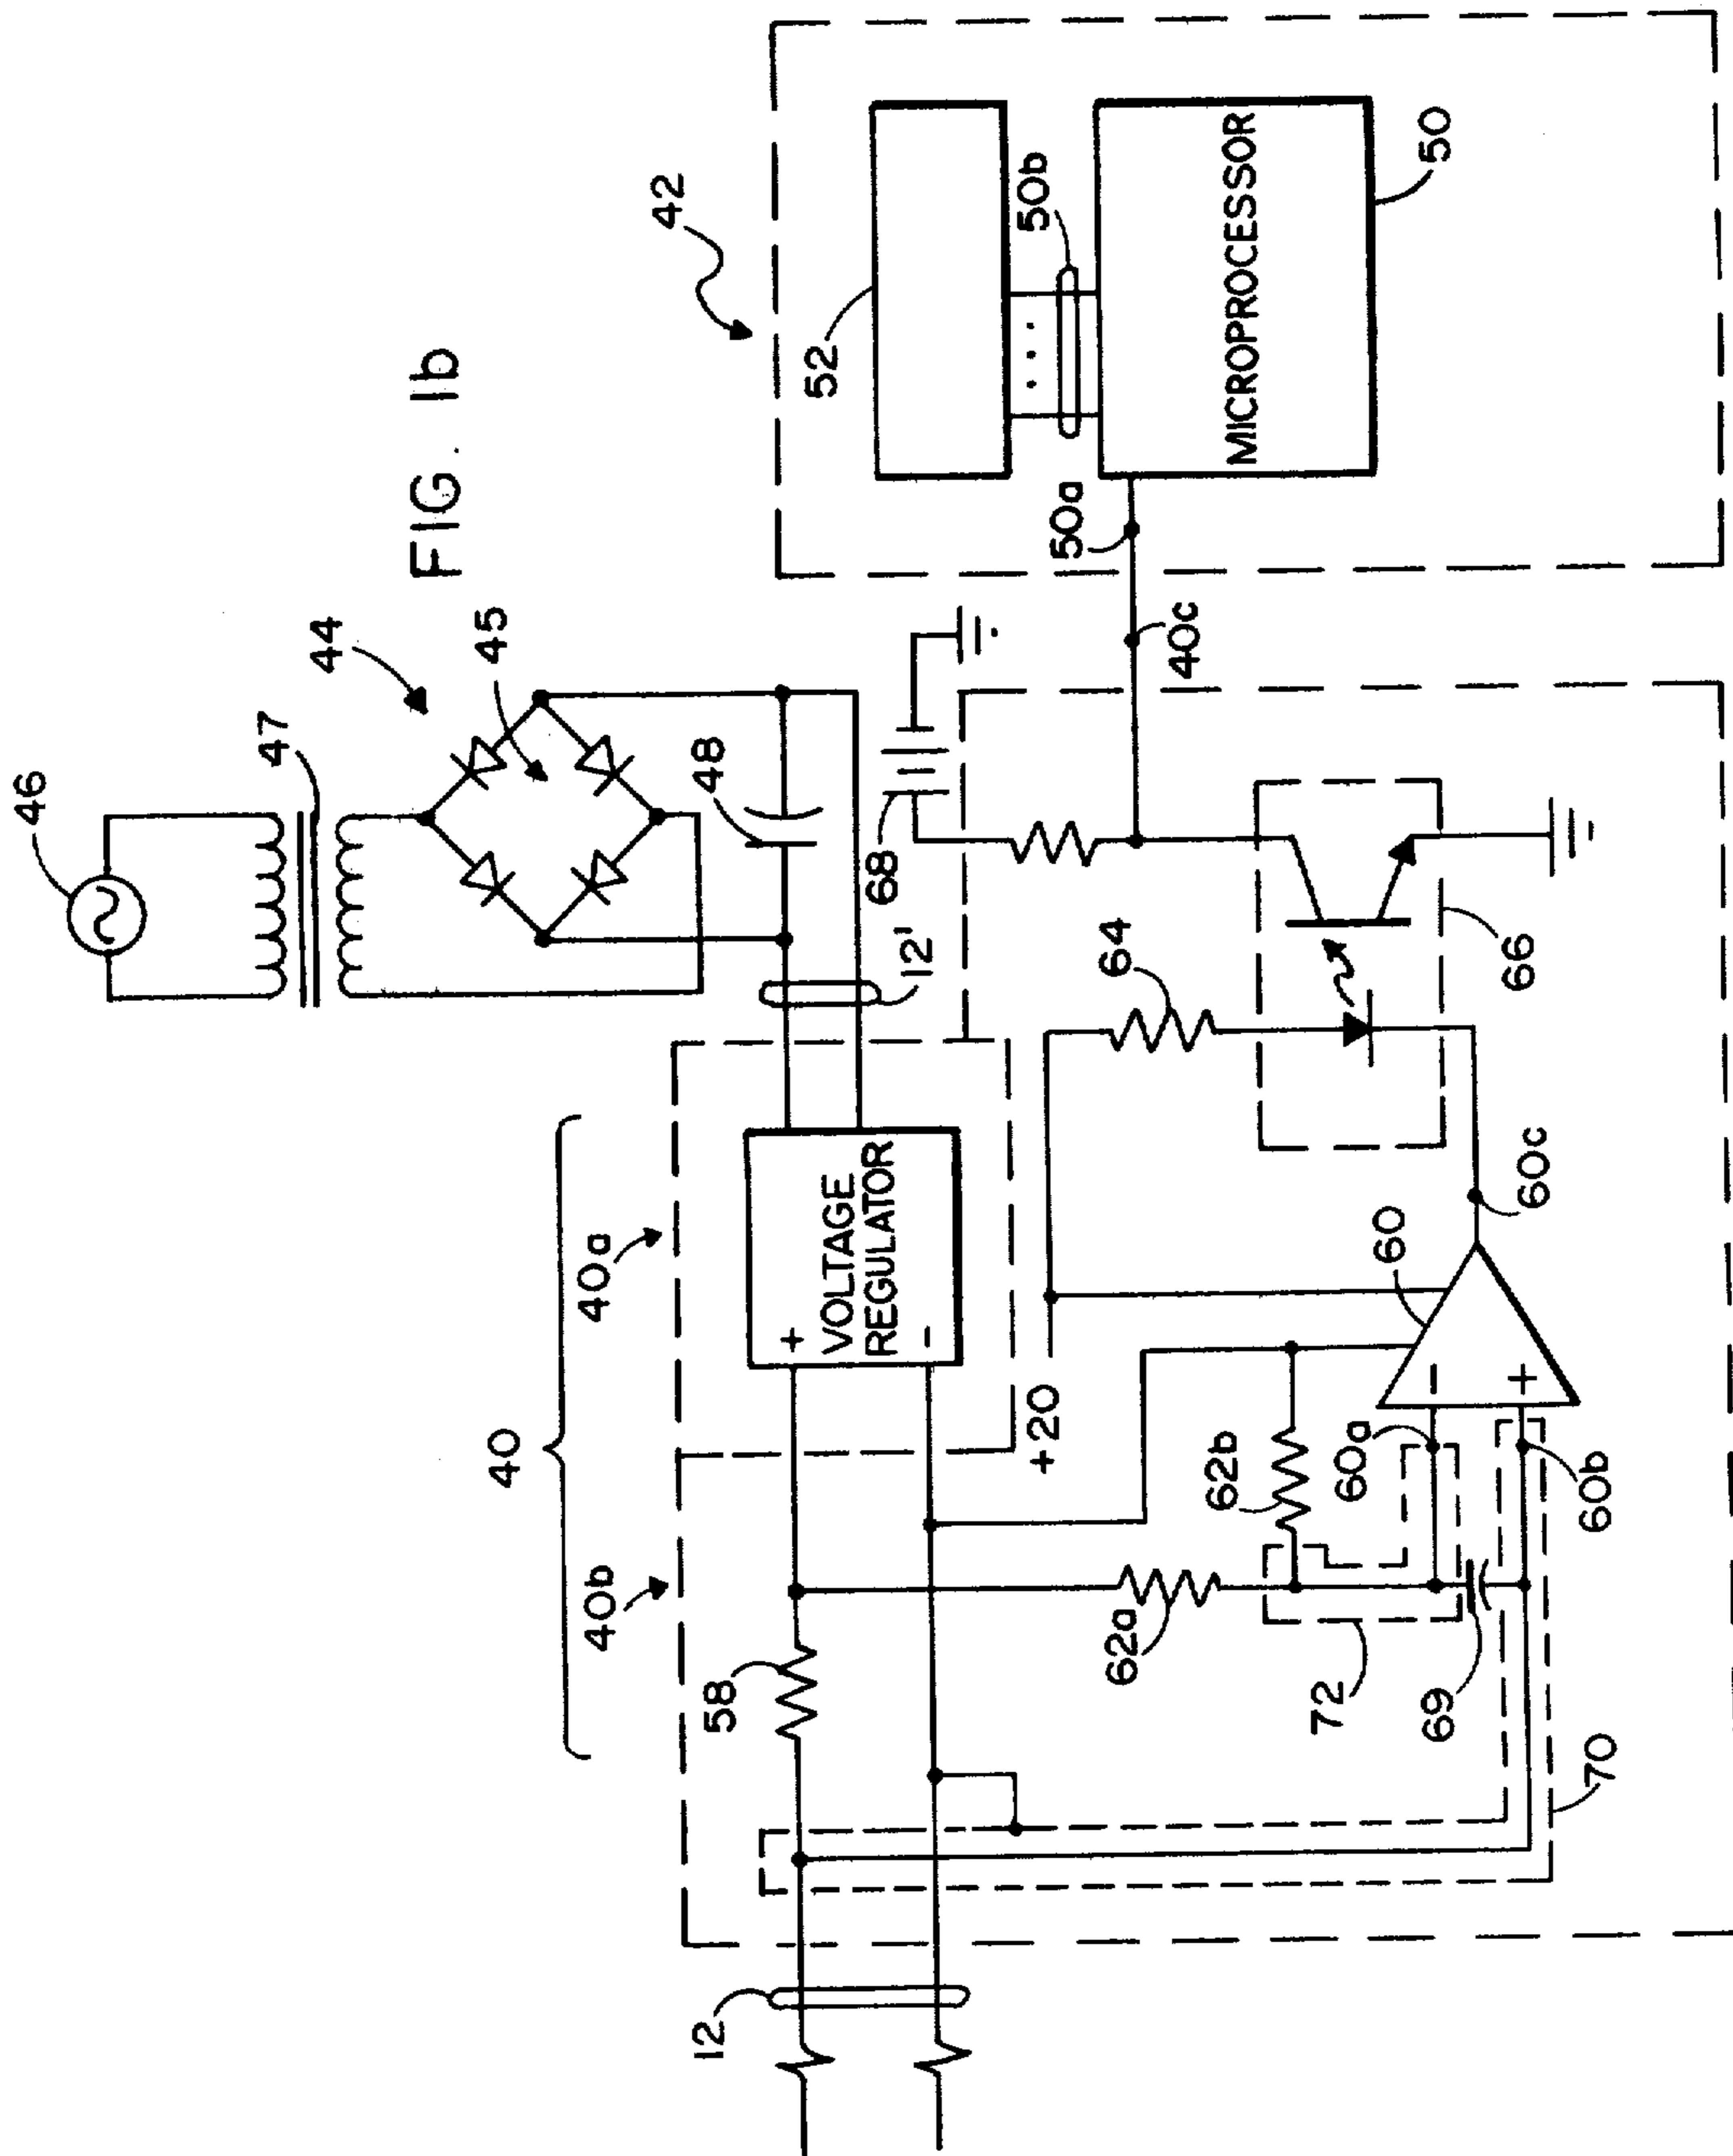 FIG. 1b
46
47
44
45
48
12'
68
42
52
50b
50a
MICROPROCESSOR
50
40c
40
40a
40b
VOLTAGE
REGULATOR
+
-
+20
58
12
64
66
60
60c
62b
60a
-
+
60b
62a
72
69
70